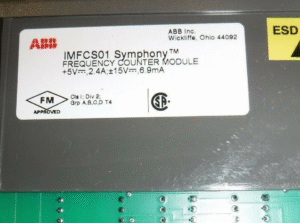 ABB Inc.
Wickliffe, Ohio 44092
ESD
ABB
IMFCS01 Symphony™
FREQUENCY COUNTER MODULE
+5V⎓,2.4A;±15V⎓,6.9mA
Cls I; Div 2;
Grp A,B,C,D T4
FM
APPROVED